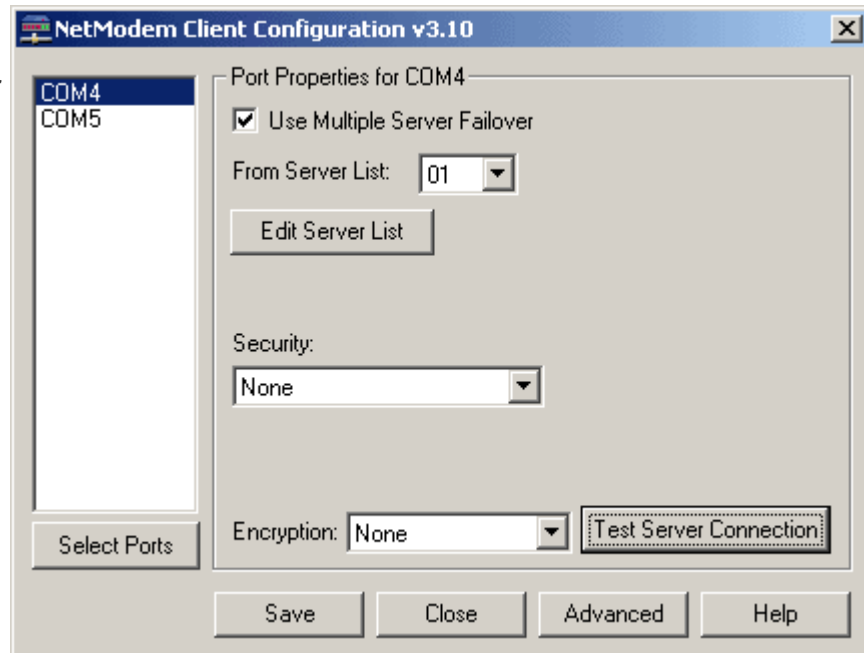 NetModem Client Configuration v3.10
COM4
COM5
Select Ports
Port Properties for COM4
Use Multiple Server Failover
From Server List: 01
Edit Server List
Security:
None
Encryption: None
Test Server Connection
Save
Close
Advanced
Help